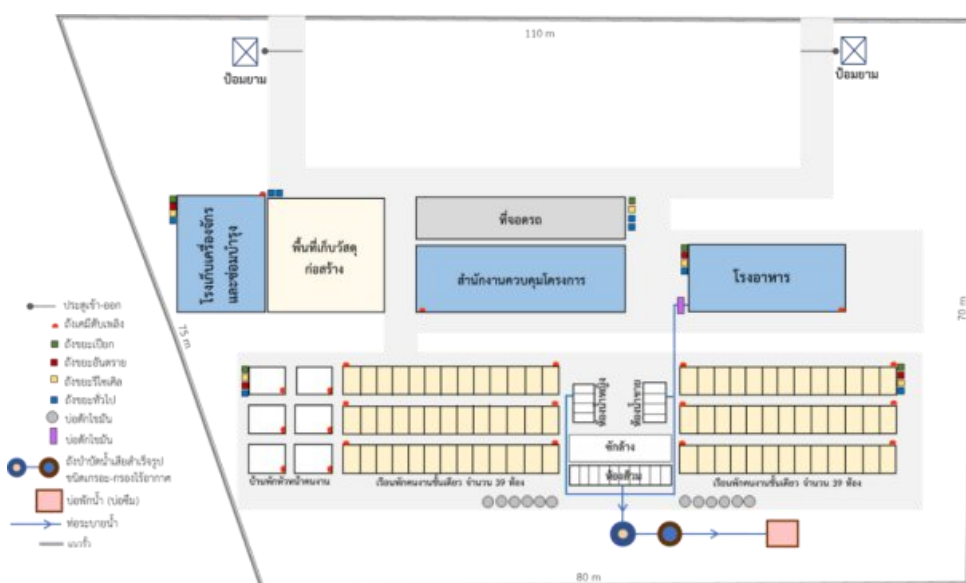 110 m
ป้อมยาม
ป้อมยาม
โรงเก็บเครื่องจักร
และซ่อมบำรุง
พื้นที่เก็บวัสดุ
ก่อสร้าง
ที่จอดรถ
สำนักงานควบคุมโครงการ
โรงอาหาร
75 m
70 m
ประตูเข้า-ออก
ถังเคมีดับเพลิง
ถังขยะเปียก
ถังขยะอันตราย
ถังขยะรีไซเคิล
ถังขยะทั่วไป
บ่อดักไขมัน
บ่อดักไขมัน
ถังบำบัดน้ำเสียสำเร็จรูป
ชนิดเกรอะ-กรองไร้อากาศ
บ่อพักน้ำ (บ่อซึม)
ท่อระบายน้ำ
แนวรั้ว
ห้องน้ำหญิง
ห้องน้ำชาย
ซักล้าง
ห้องส้วม
บ้านพักหัวหน้าคนงาน
เรือนพักคนงานชั้นเดียว จำนวน 39 ห้อง
เรือนพักคนงานชั้นเดียว จำนวน 39 ห้อง
80 m